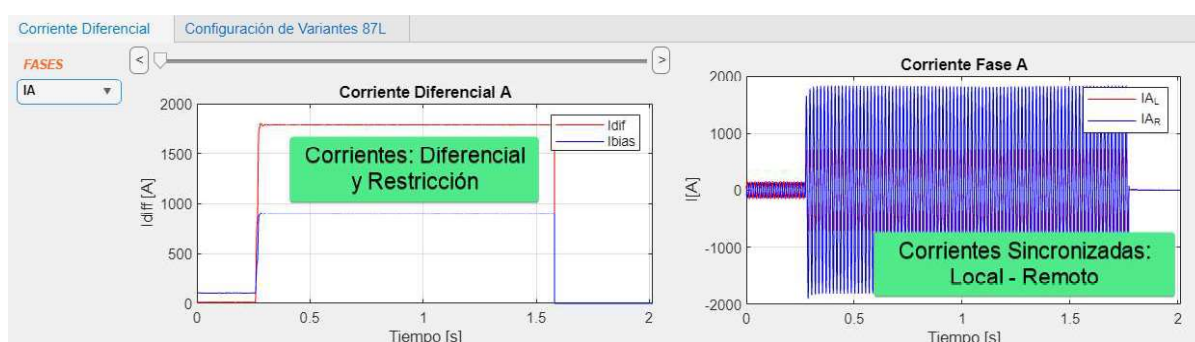 Corriente Diferencial
Configuración de Variantes 87L
FASES
IA
<
>
Corriente Diferencial A
Idiff [A]
2000
1500
1000
500
0
Idif
Ibias
Corrientes: Diferencial
y Restricción
0 0.5 1 1.5 2
Tiempo [s]
Corriente Fase A
I[A]
2000
1000
0
-1000
-2000
IA_L
IA_R
Corrientes Sincronizadas:
Local - Remoto
0 0.5 1 1.5 2
Tiempo [s]